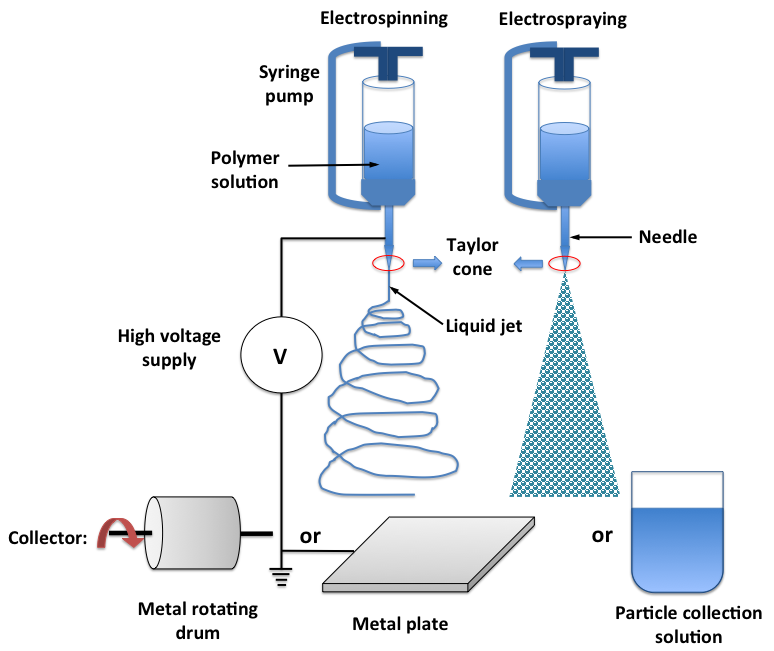 Electrospinning
Electrospraying
Syringe
pump
Polymer
solution
Needle
Taylor
cone
Liquid jet
High voltage
supply
V
Collector:
or
or
Metal rotating
drum
Metal plate
Particle collection
solution